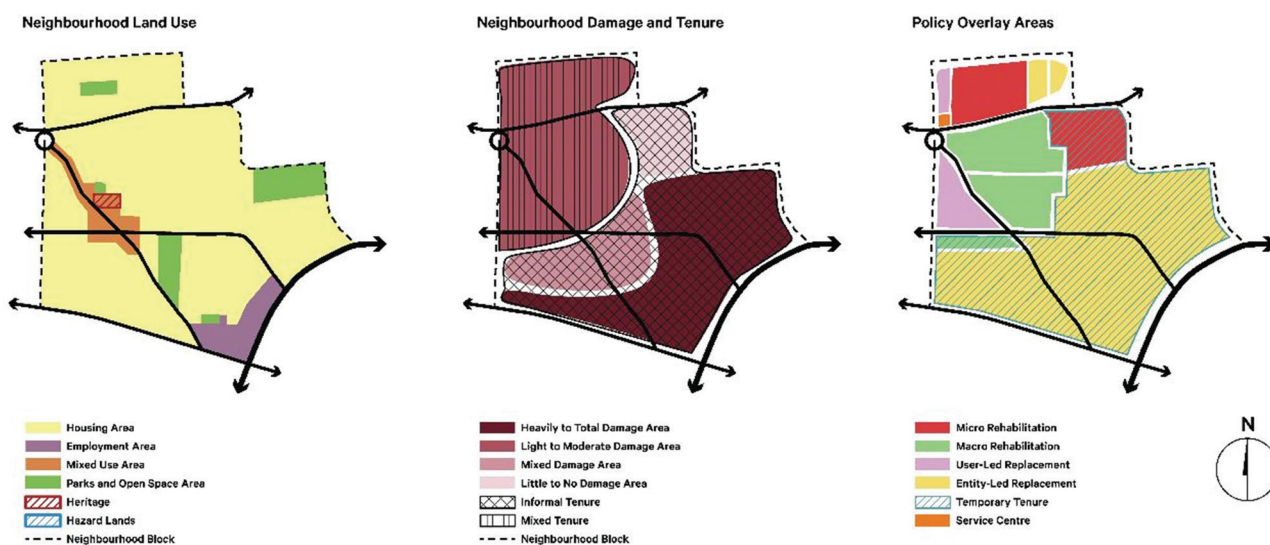 Neighbourhood Land Use
Housing Area
Employment Area
Mixed Use Area
Parks and Open Space Area
Heritage
Hazard Lands
Neighbourhood Block
Neighbourhood Damage and Tenure
Heavily to Total Damage Area
Light to Moderate Damage Area
Mixed Damage Area
Little to No Damage Area
Informal Tenure
Mixed Tenure
Neighbourhood Block
Policy Overlay Areas
Micro Rehabilitation
Macro Rehabilitation
User-Led Replacement
Entity-Led Replacement
Temporary Tenure
Service Centre
N